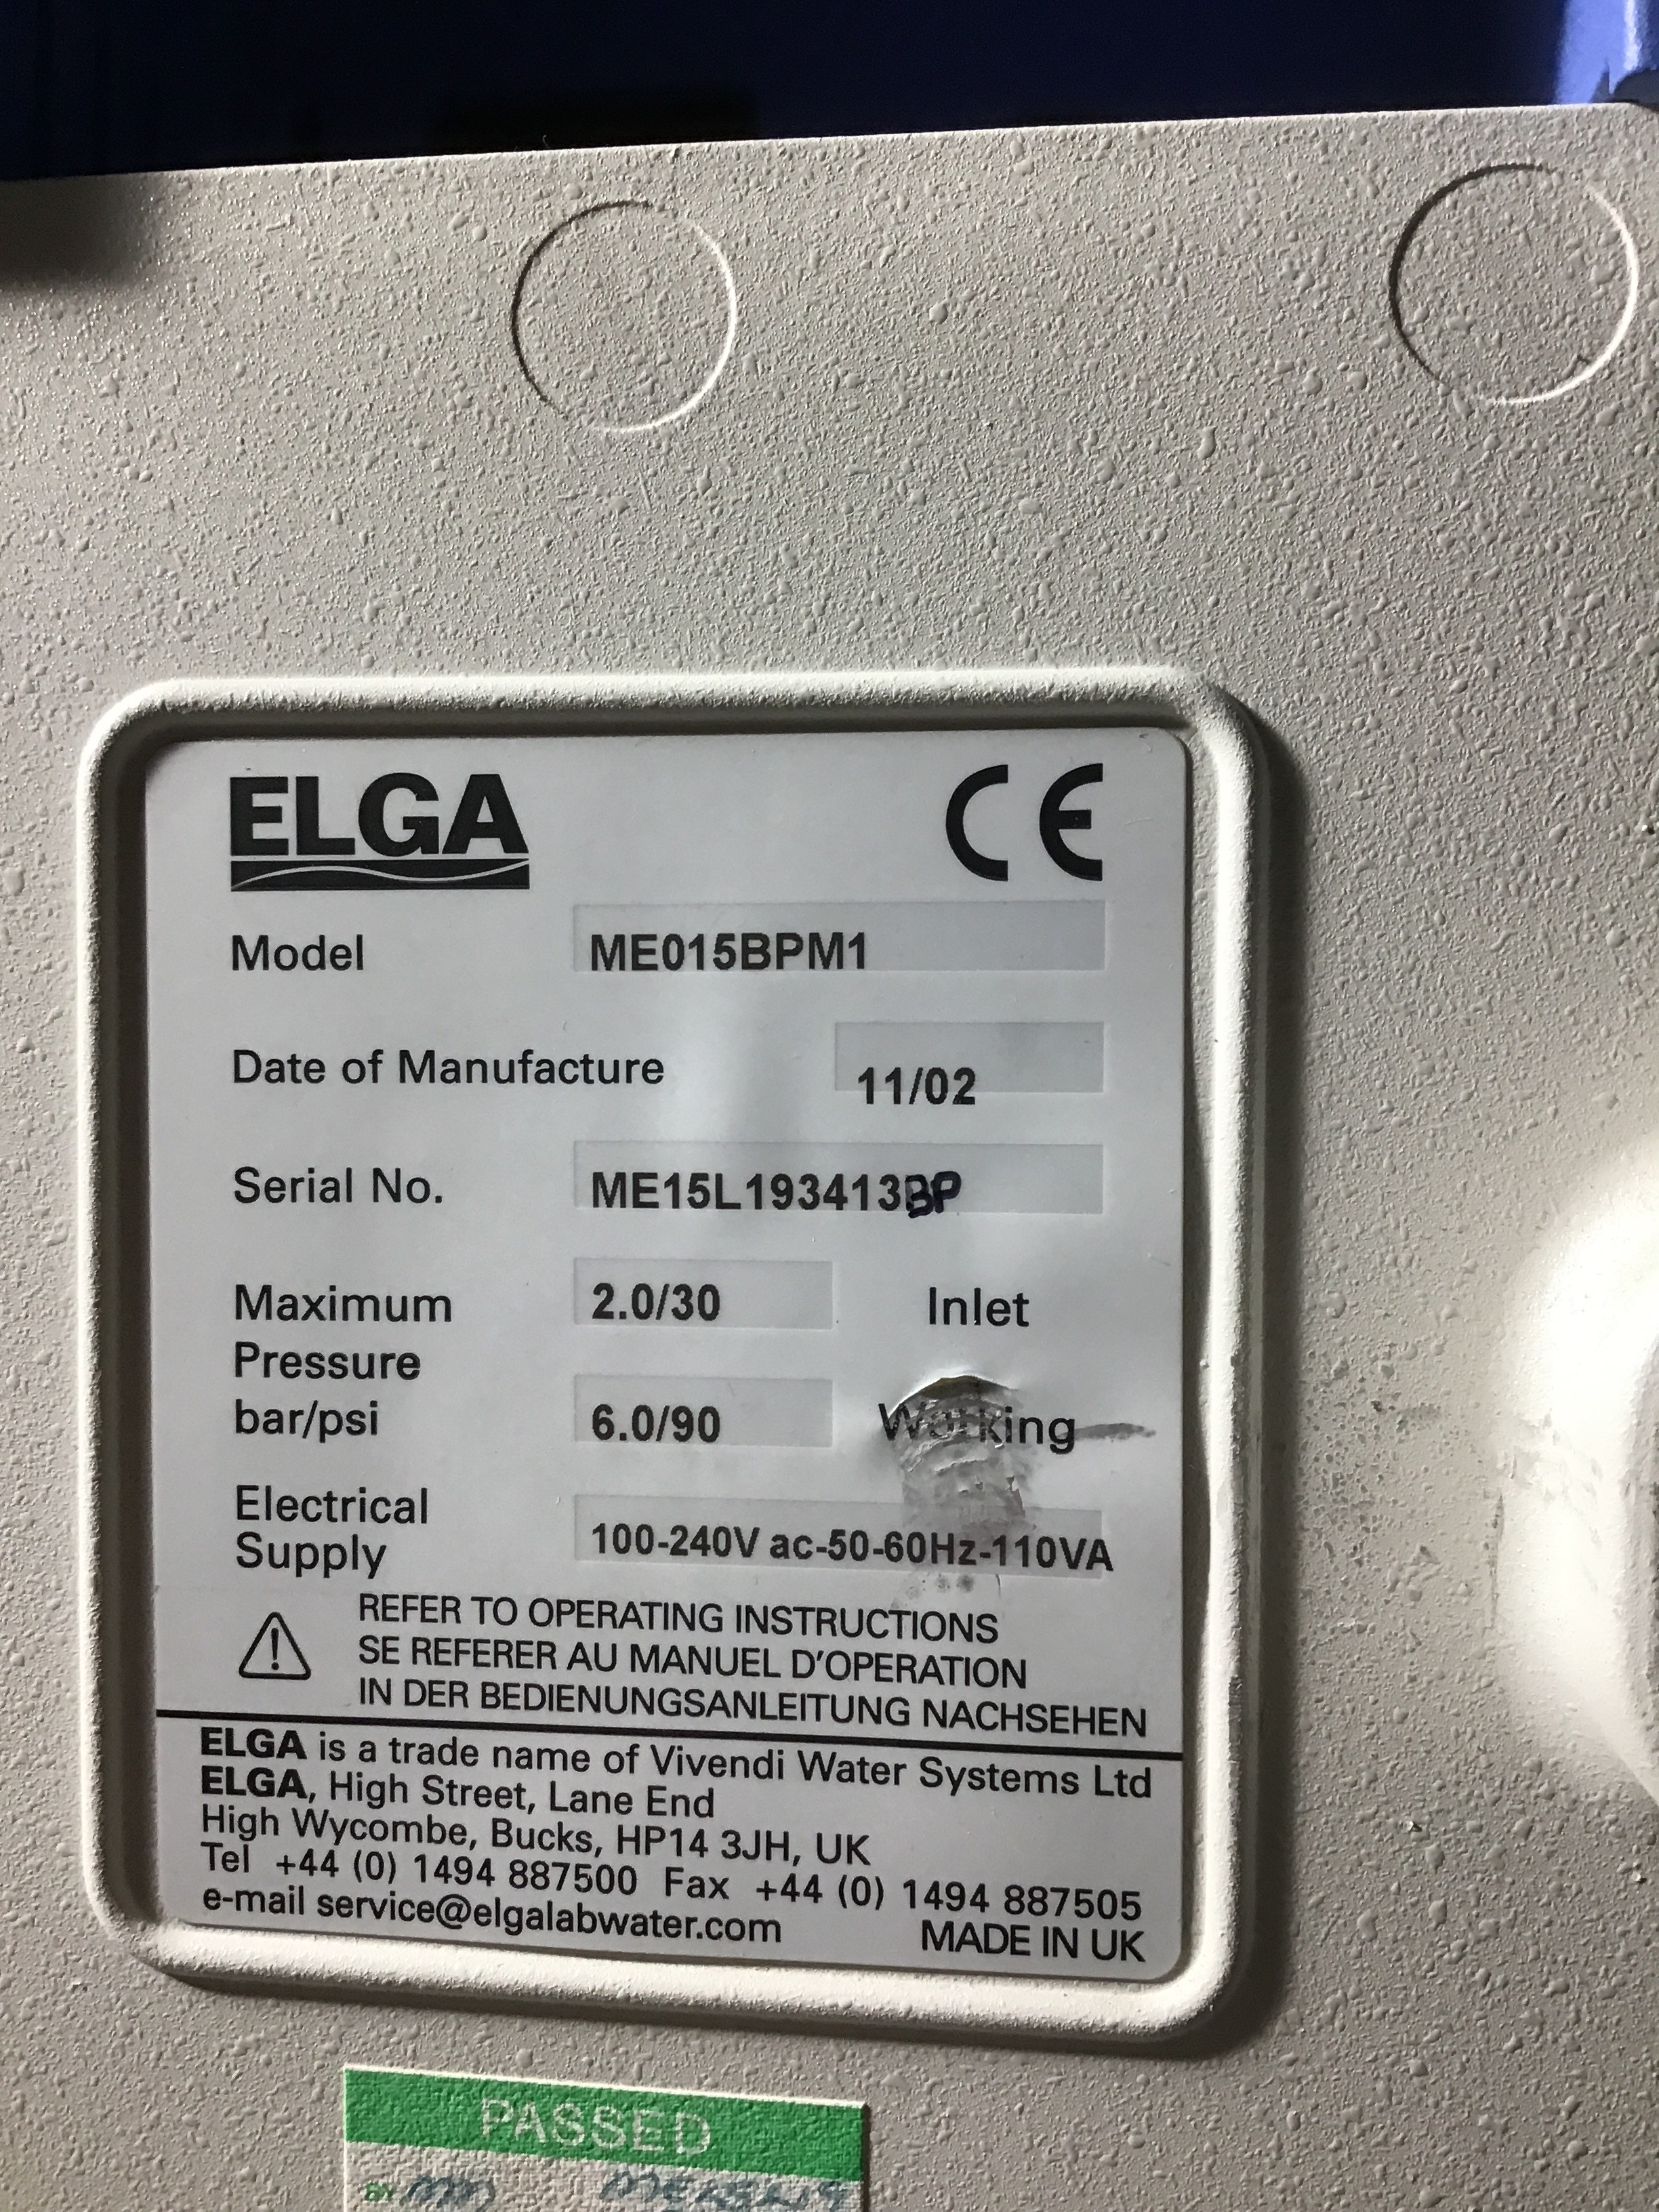 ELGA CE
Model ME015BPM1
Date of Manufacture 11/02
Serial No. ME15L193413BP
Maximum 2.0/30 Inlet
Pressure
bar/psi 6.0/90 Working
Electrical
Supply 100-240V ac-50-60Hz-110VA
REFER TO OPERATING INSTRUCTIONS
SE REFERER AU MANUEL D'OPERATION
IN DER BEDIENUNGSANLEITUNG NACHSEHEN
ELGA is a trade name of Vivendi Water Systems Ltd
ELGA, High Street, Lane End
High Wycombe, Bucks, HP14 3JH, UK
Tel +44 (0) 1494 887500 Fax +44 (0) 1494 887505
e-mail service@elgalabwater.com MADE IN UK
PASSED
BY